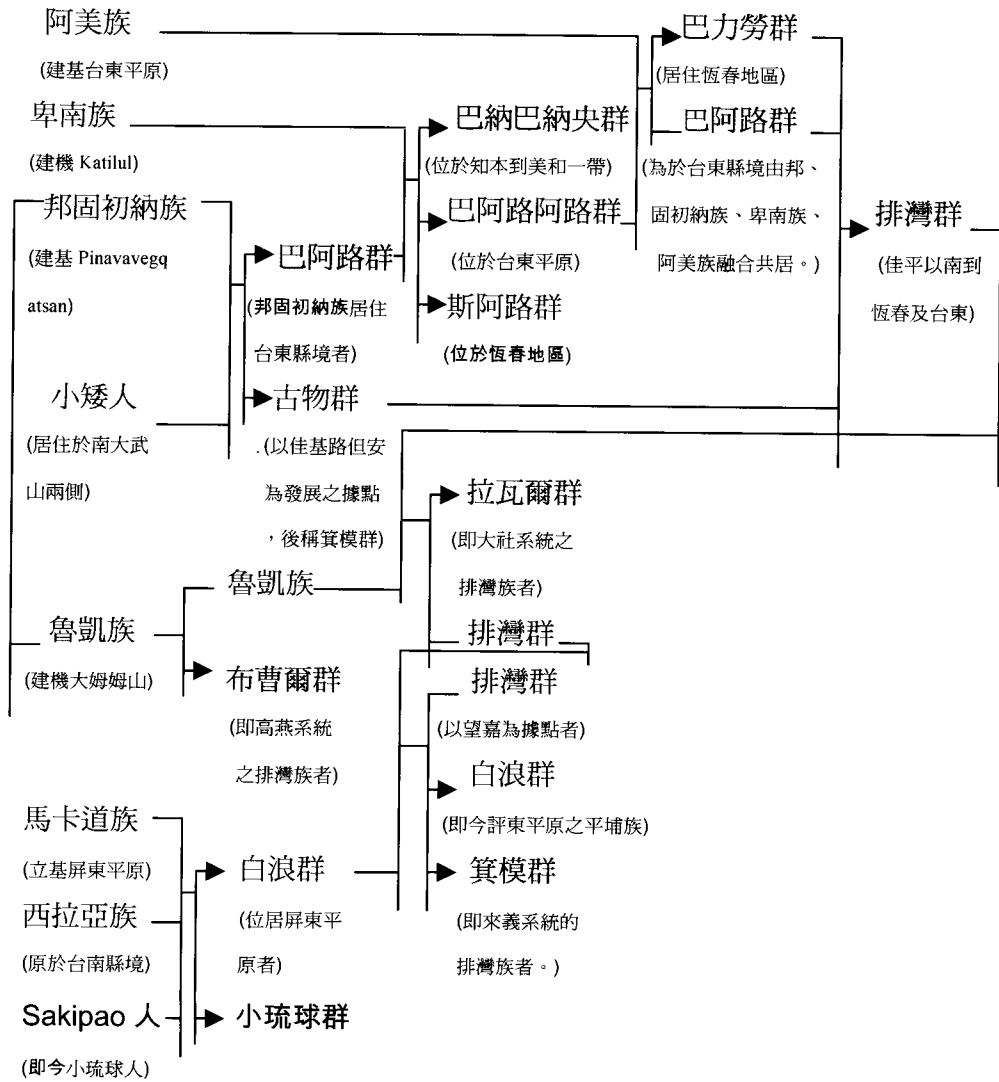 阿美族
(建基台東平原)
卑南族
(建機 Katilul)
邦固初納族
(建基 Pinavavegq
atsan)
小矮人
(居住於南大武
山兩側)
魯凱族
(建機大姆姆山)
馬卡道族
(立基屏東平原)
西拉亞族
(原於台南縣境)
Sakipao 人
(即今小琉球人)
巴阿路群
(邦固初納族居住
台東縣境者)
古物群
.(以佳基路但安
為發展之據點
，後稱箕模群)
魯凱族
布曹爾群
(即高燕系統
之排灣族者)
白浪群
(位居屏東平
原者)
小琉球群
巴納巴納央群
(位於知本到美和一帶)
巴阿路阿路群
(位於台東平原)
斯阿路群
(位於恆春地區)
拉瓦爾群
(即大社系統之
排灣族者)
排灣群
排灣群
(以望嘉為據點者)
白浪群
(即今評東平原之平埔族)
箕模群
(即來義系統的
排灣族者。)
巴力勞群
(居住恆春地區)
巴阿路群
(為於台東縣境由邦、
固初納族、卑南族、
阿美族融合共居。)
排灣群
(佳平以南到
恆春及台東)